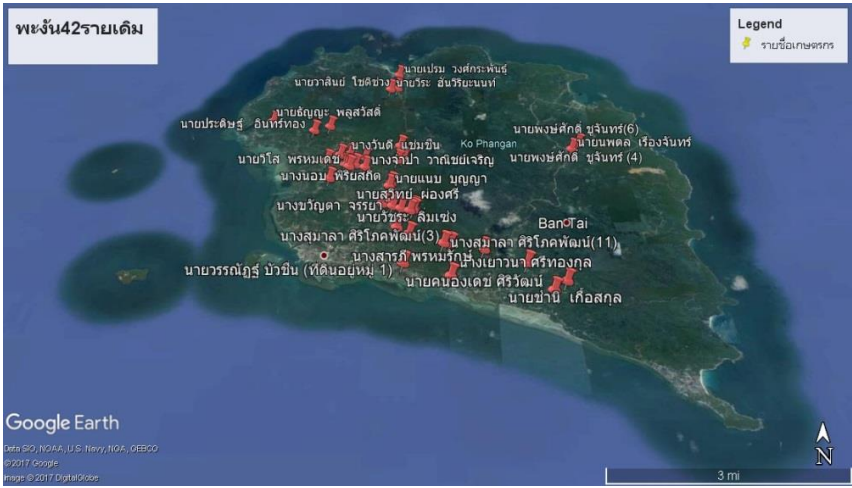 พะงัน42รายเดิม
Legend
รายชื่อเกษตรกร
นายเปรม วงศ์กระพันธุ์
นายวาสินย์ โชติช่วง
นายวีระ ฮันวิริยะนนท์
นายธัญญะ พลูสวัสดิ์
นายประดิษฐ์ อินทร์ทอง
นายพงษ์ศักดิ์ ชูจันทร์(6)
นายนพดล เรืองจันทร์
นายพงษ์ศักดิ์ ชูจันทร์ (4)
Ko Phangan
นางวันดี แช่มชื่น
นายวิโส พรหมเดช
นางจำปา วาณิชย์เจริญ
นางนอบ พริยสถิต
นายแนบ บุญญา
นายสุวิทย์ ผ่องศรี
นางขวัญตา จรรยา
นายวัชระ ลิ้มเซ่ง
Ban Tai
นางสุมาลา ศิริโภคพัฒน์(3)
นางสุมาลา ศิริโภคพัฒน์(11)
นางสารภี พรหมรักษ์
นางเยาวนา ศรีทองกุล
นายวรรณัฏฐ์ บัวชื่น (ที่ดินอยู่หมู่ 1)
นายคนองเดช ศิริวัฒน์
นายชำนิ เกื้อสกุล
Google Earth
Data SIO, NOAA, U.S. Navy, NGA, GEBCO
©2017 Google
Image © 2017 DigitalGlobe
N
3 mi